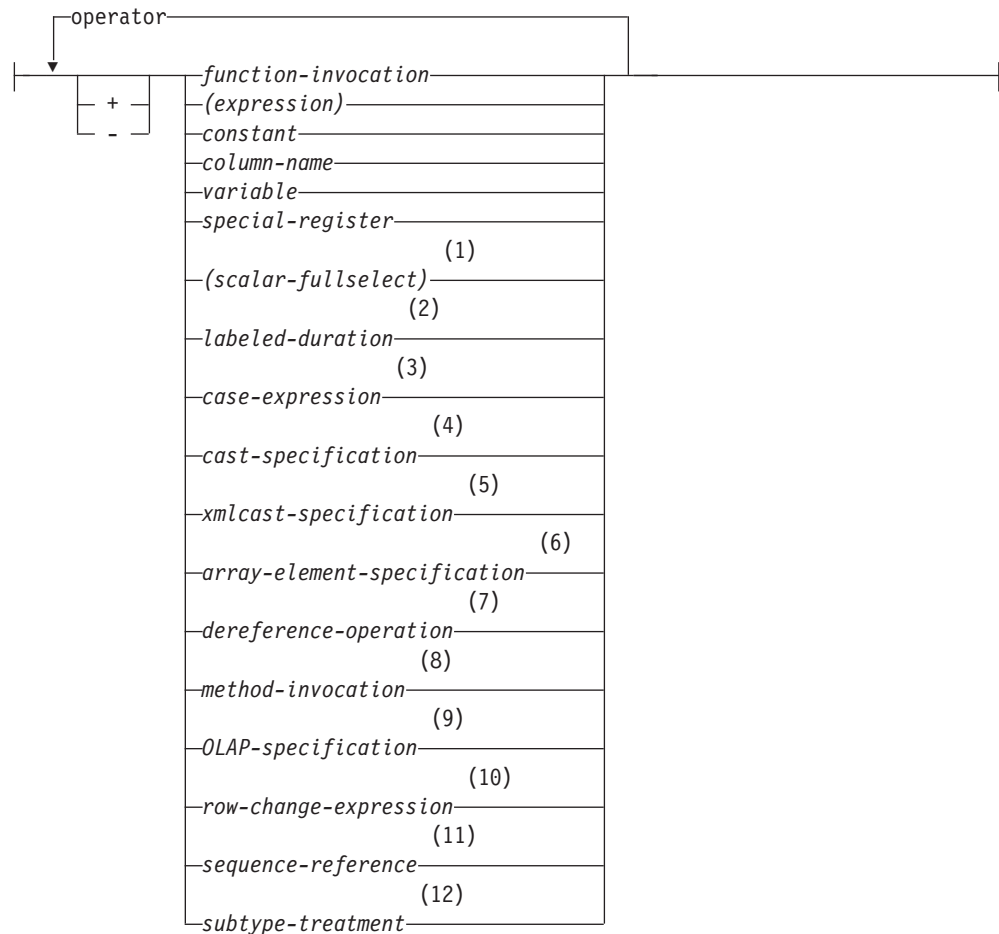 operator
function-invocation
+ (expression)
- constant
column-name
variable
special-register
(1)
(scalar-fullselect)
(2)
labeled-duration
(3)
case-expression
(4)
cast-specification
(5)
xmlcast-specification
(6)
array-element-specification
(7)
dereference-operation
(8)
method-invocation
(9)
OLAP-specification
(10)
row-change-expression
(11)
sequence-reference
(12)
subtype-treatment